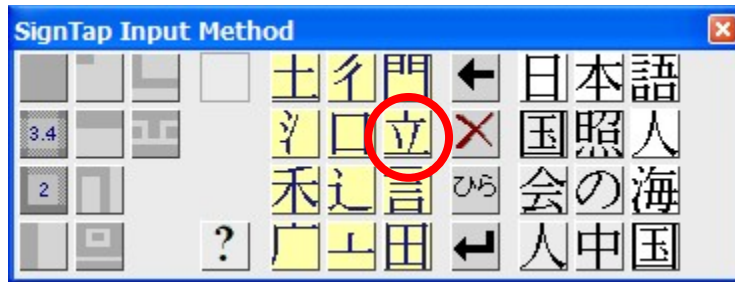 SignTap Input Method
土 彳 門 日 本 語
3.4 氵 口 立 国 照 人
2 禾 辶 言 ひら 会 の 海
? 广 亠 田 人 中 国